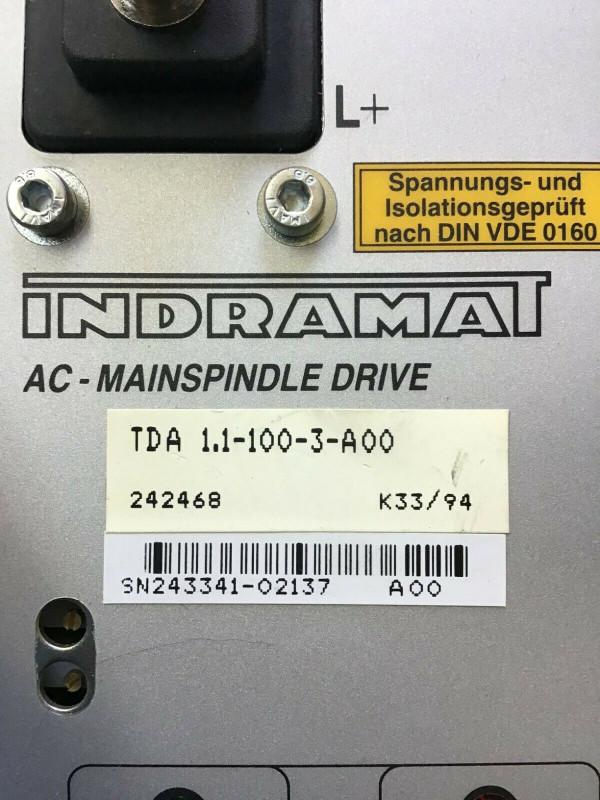 L+
Spannungs- und
Isolationsgeprüft
nach DIN VDE 0160
INDRAMAT
AC - MAINSPINDLE DRIVE
TDA 1.1-100-3-A00
242468 K33/94
SN243341-02137 A00